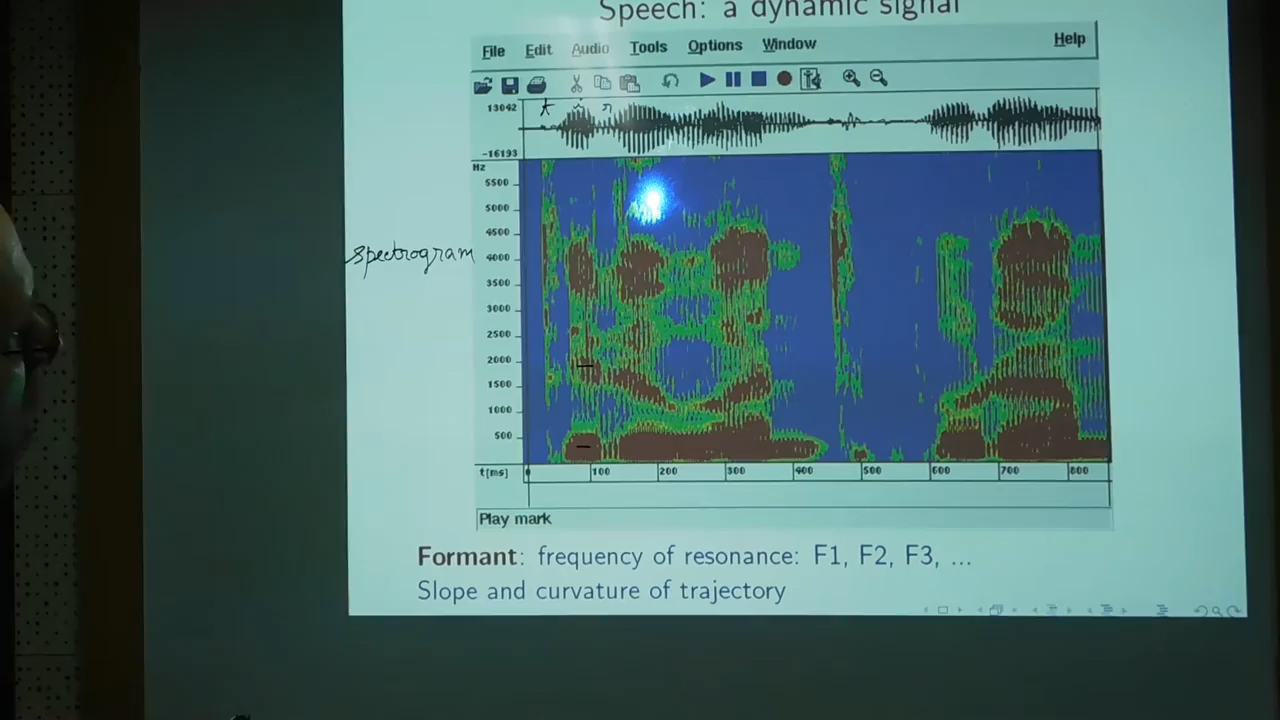 Speech: a dynamic signal
File Edit Audio Tools Options Window Help
13042
-16193
Hz
5500
5000
4500
spectrogram
4000
3500
3000
2500
2000
1500
1000
500
t[ms] 0 100 200 300 400 500 600 700 800
Play mark
Formant: frequency of resonance: F1, F2, F3, ...
Slope and curvature of trajectory